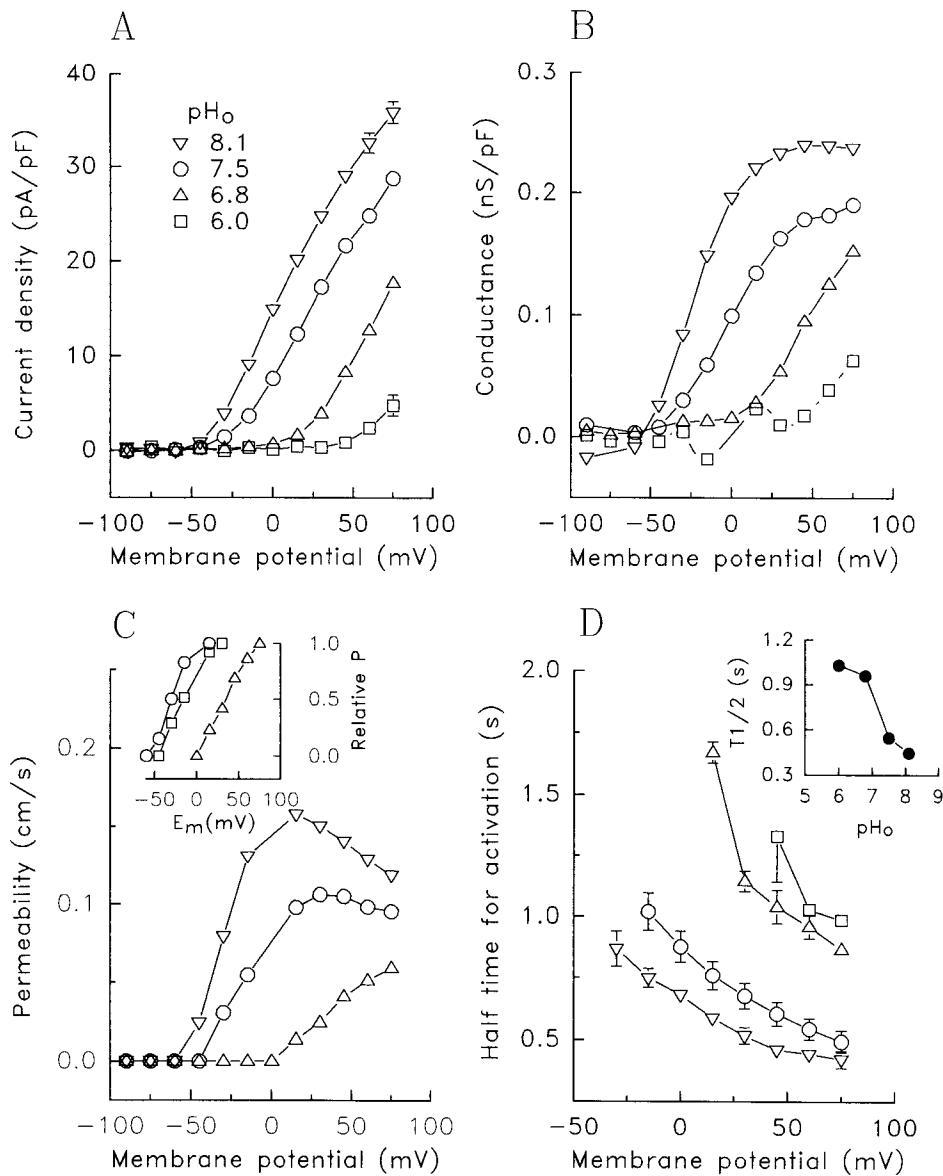 A
40
30
20
10
0
Current density (pA/pF)
pHo
8.1
7.5
6.8
6.0
−100 −50 0 50 100
Membrane potential (mV)
B
0.3
0.2
0.1
0.0
Conductance (nS/pF)
−100 −50 0 50 100
Membrane potential (mV)
C
0.2
0.1
0.0
Permeability (cm/s)
1.0
0.5
0.0
Relative P
−50 0 50 100
Em(mV)
−100 −50 0 50 100
Membrane potential (mV)
D
2.0
1.5
1.0
0.5
Half time for activation (s)
1.2
0.9
0.6
0.3
T1/2 (s)
5 6 7 8 9
pHo
−50 0 50 100
Membrane potential (mV)